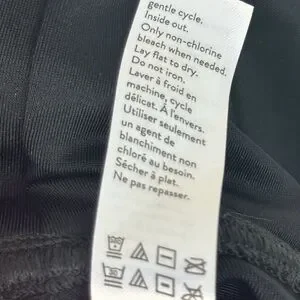 gentle cycle.
Inside out.
Only non-chlorine
bleach when needed.
Lay flat to dry.
Do not iron.
Laver à froid en
machine, cycle
délicat. À l'envers.
Utiliser seulement
un agent de
blanchiment non
chloré au besoin.
Sécher à plat.
Ne pas repasser.